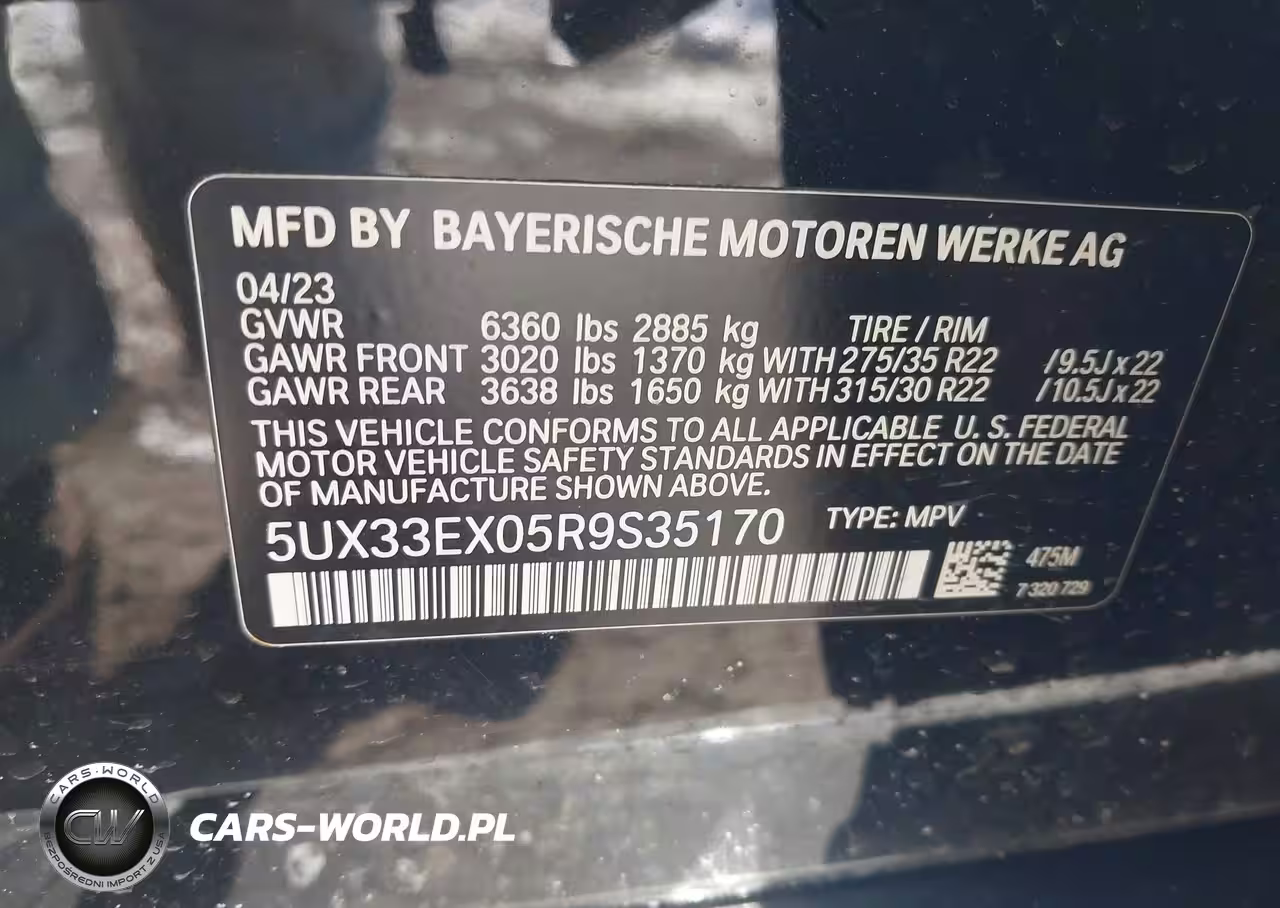 MFD BY BAYERISCHE MOTOREN WERKE AG
04/23
GVWR 6360 lbs 2885 kg TIRE / RIM
GAWR FRONT 3020 lbs 1370 kg WITH 275/35 R22 /9.5J x 22
GAWR REAR 3638 lbs 1650 kg WITH 315/30 R22 /10.5J x 22
THIS VEHICLE CONFORMS TO ALL APPLICABLE U. S. FEDERAL
MOTOR VEHICLE SAFETY STANDARDS IN EFFECT ON THE DATE
OF MANUFACTURE SHOWN ABOVE.
5UX33EX05R9S35170 TYPE: MPV
475M
7 320 729
CARS-WORLD
CW
BEZPOŚREDNI IMPORT Z USA
CARS-WORLD.PL